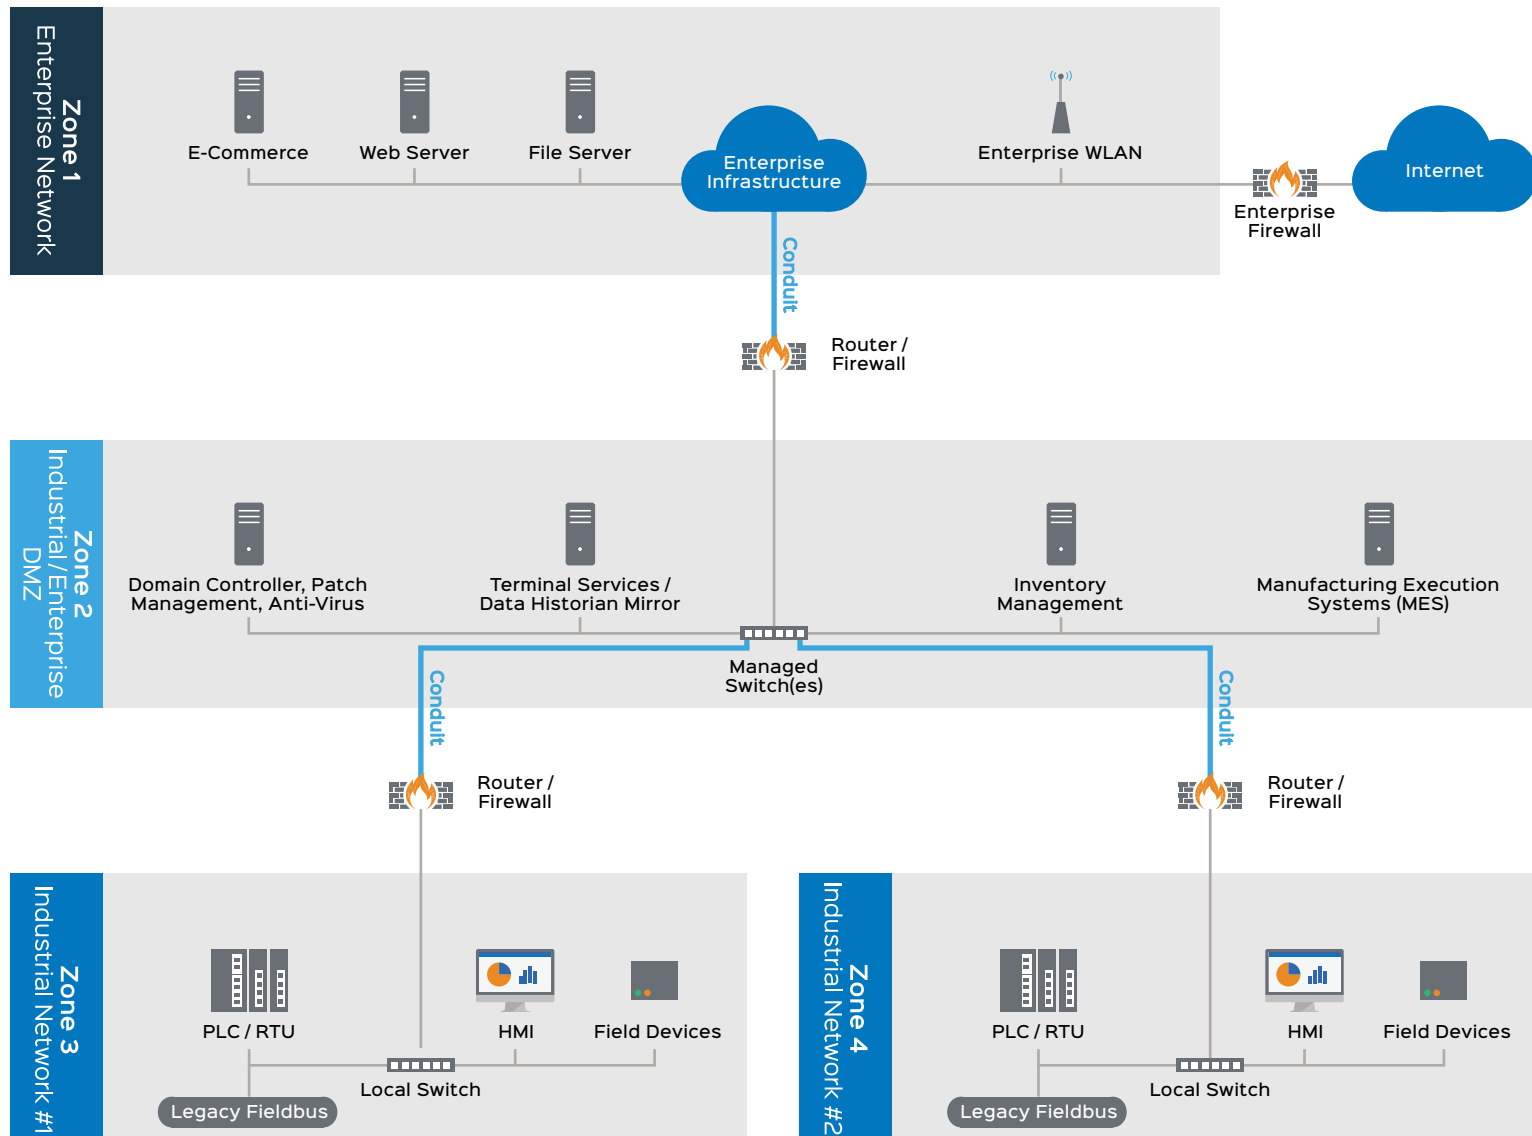 Zone 1
Enterprise Network
E-Commerce
Web Server
File Server
Enterprise
Infrastructure
Enterprise WLAN
Enterprise
Firewall
Internet
Conduit
Router /
Firewall
Zone 2
Industrial / Enterprise
DMZ
Domain Controller, Patch
Management, Anti-Virus
Terminal Services /
Data Historian Mirror
Inventory
Management
Manufacturing Execution
Systems (MES)
Managed
Switch(es)
Conduit
Conduit
Router /
Firewall
Router /
Firewall
Zone 3
Industrial Network #1
PLC / RTU
HMI
Field Devices
Local Switch
Legacy Fieldbus
Zone 4
Industrial Network #2
PLC / RTU
HMI
Field Devices
Local Switch
Legacy Fieldbus